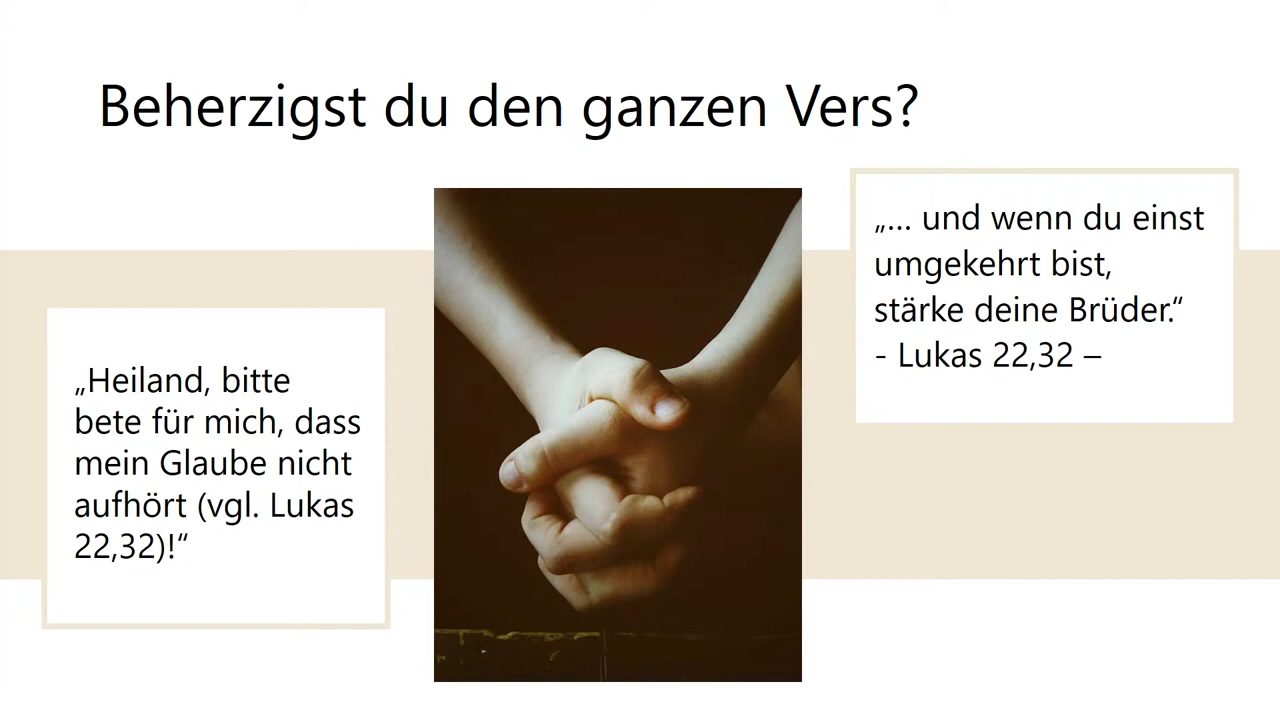 Beherzigst du den ganzen Vers?
„Heiland, bitte
bete für mich, dass
mein Glaube nicht
aufhört (vgl. Lukas
22,32)!“
„… und wenn du einst
umgekehrt bist,
stärke deine Brüder.“
- Lukas 22,32 –